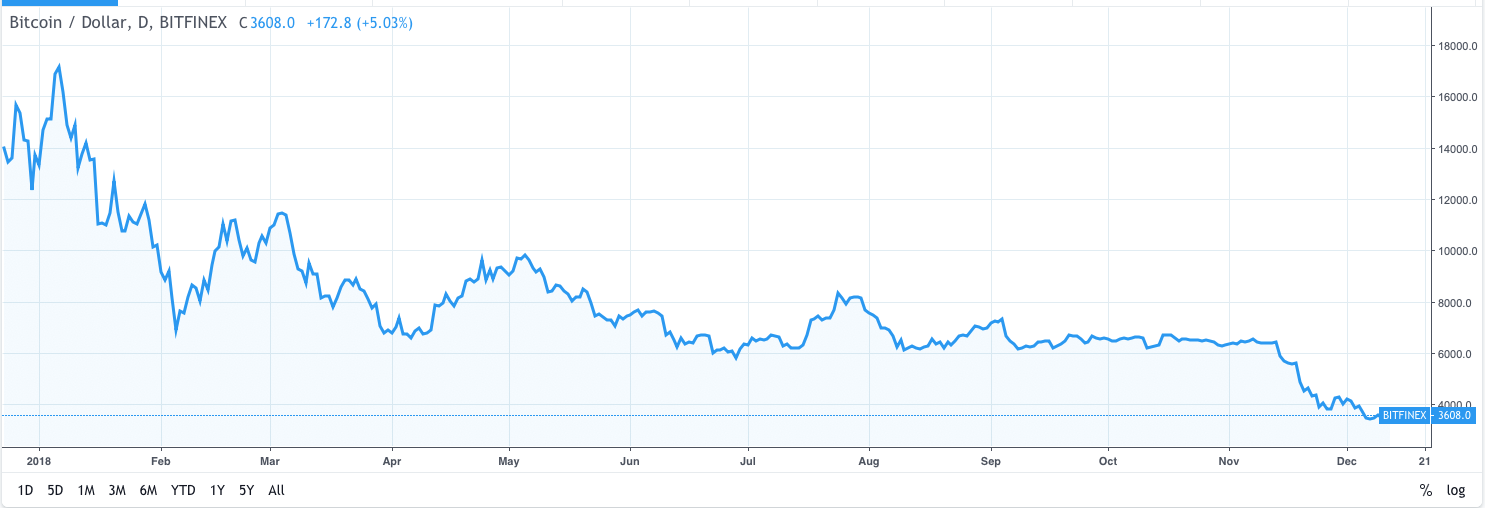 Bitcoin / Dollar, D, BITFINEX C 3608.0 +172.8 (+5.03%)
18000.0
16000.0
14000.0
12000.0
10000.0
8000.0
6000.0
4000.0
BITFINEX 3608.0
2018 Feb Mar Apr May Jun Jul Aug Sep Oct Nov Dec 21
1D 5D 1M 3M 6M YTD 1Y 5Y All % log